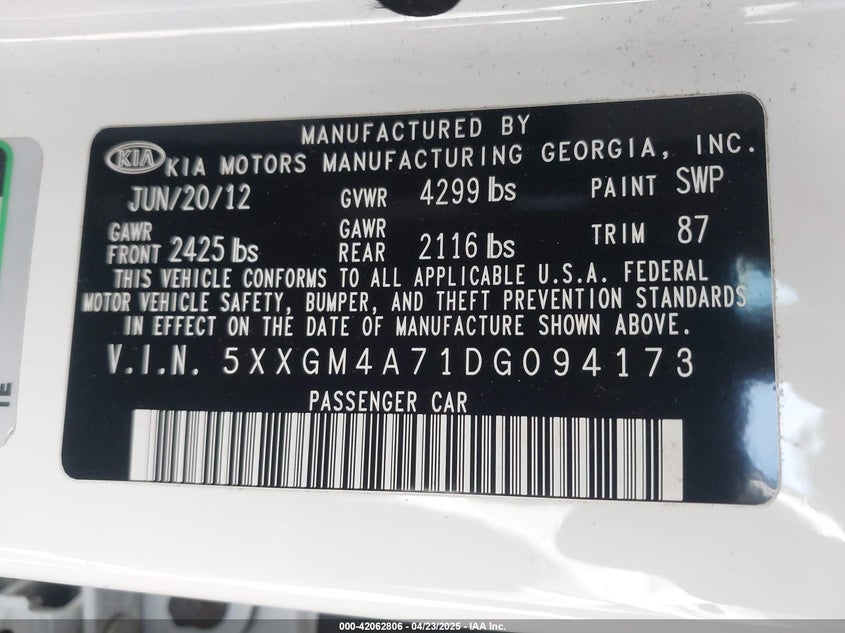 MANUFACTURED BY
KIA KIA MOTORS MANUFACTURING GEORGIA, INC.
JUN/20/12 GVWR 4299 lbs PAINT SWP
GAWR FRONT 2425 lbs GAWR REAR 2116 lbs TRIM 87
THIS VEHICLE CONFORMS TO ALL APPLICABLE U.S.A. FEDERAL
MOTOR VEHICLE SAFETY, BUMPER, AND THEFT PREVENTION STANDARDS
IN EFFECT ON THE DATE OF MANUFACTURE SHOWN ABOVE.
V.I.N. 5XXGM4A71DG094173
PASSENGER CAR
000-42062806 - 04/23/2025 - IAA Inc.